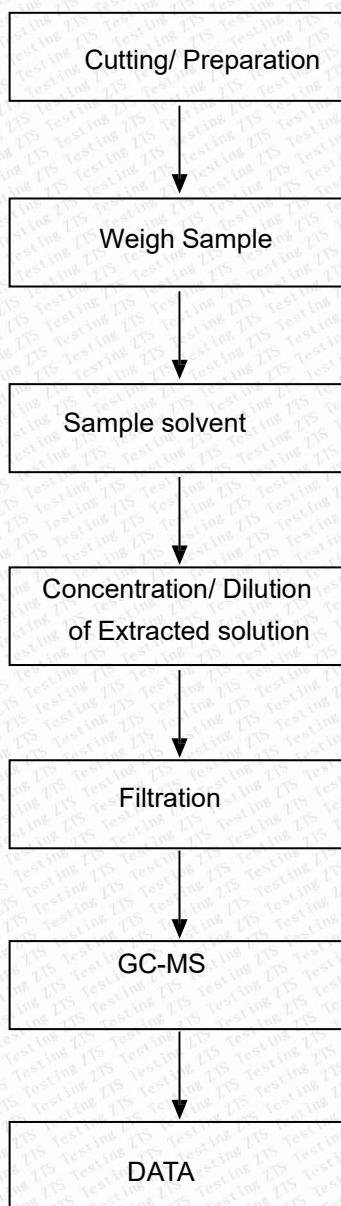 Cutting/ Preparation
Weigh Sample
Sample solvent
Concentration/ Dilution
of Extracted solution
Filtration
GC-MS
DATA